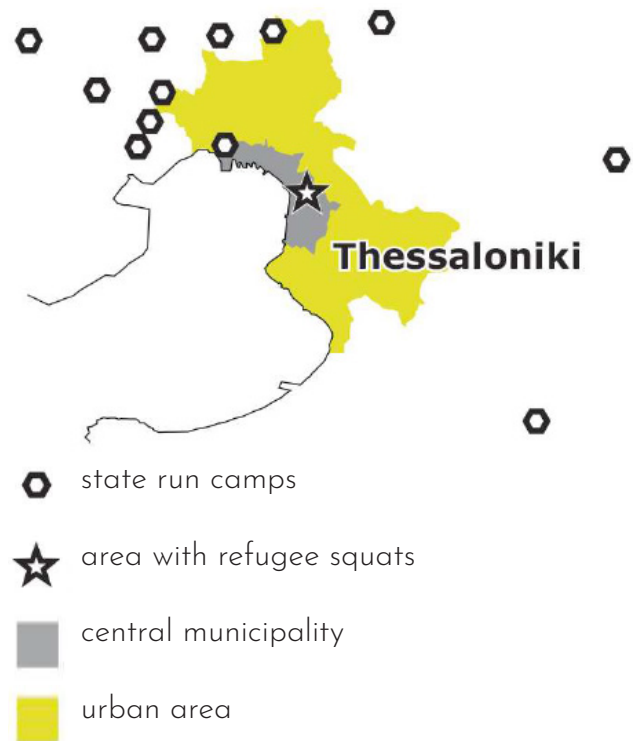 Thessaloniki
state run camps
area with refugee squats
central municipality
urban area